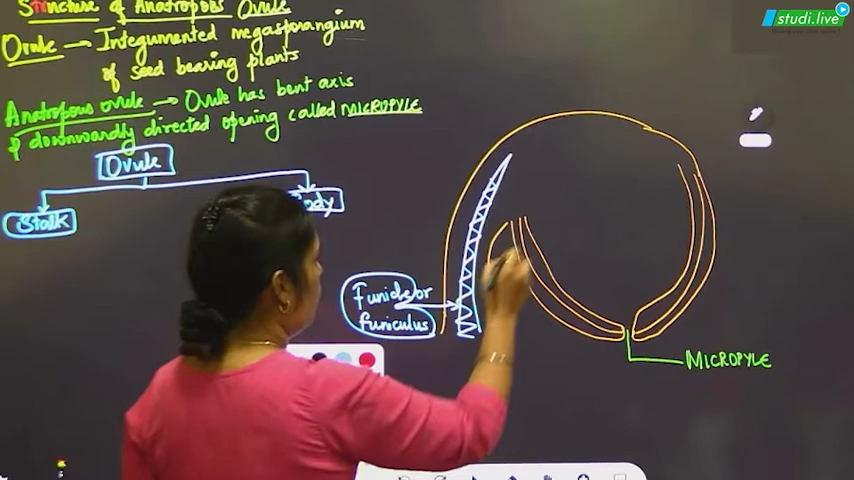 Structure of Anatropous Ovule
Ovule → Integumented megasporangium
of seed bearing plants
Anatropous ovule → Ovule has bent axis
& downwardly directed opening called MICROPYLE
Ovule
Stalk
Body
Funicle or
funiculus
MICROPYLE
studi.live